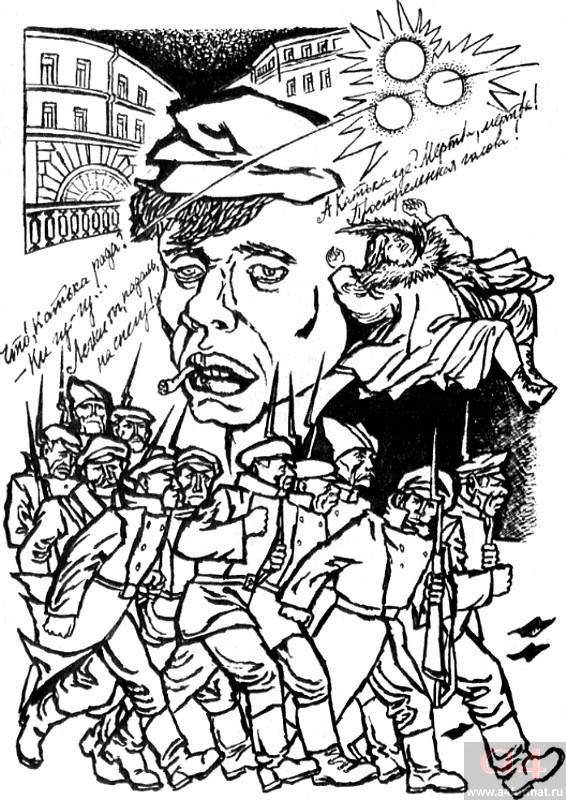 А Катька где? Мертва, мертва!
Простреленная голова!
Что, Катька, рада?
— Ни гу-гу!..
Лежи ты, падаль,
на снегу!
www.a4format.ru